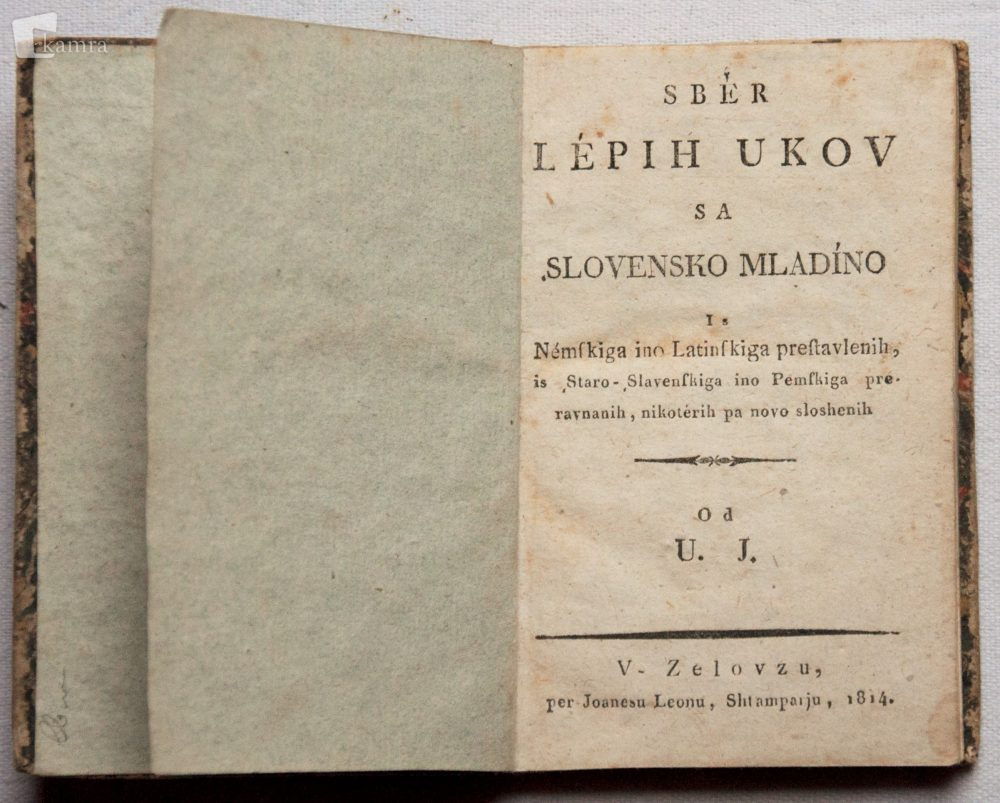 kamra
SBÉR
LÉPIH UKOV
SA
,SLOVENSKO MLADÍNO
Is
Némſkiga ino Latinſkiga preſtavlenih,
is ,Staro-,Slavenſkiga ino Pemſkiga pre-
ravnanih, nikotérih pa novo sloshenih
Od
U. J.
V- Zelovzu,
per Joanesu Leonu, Shtamparju, 1814.